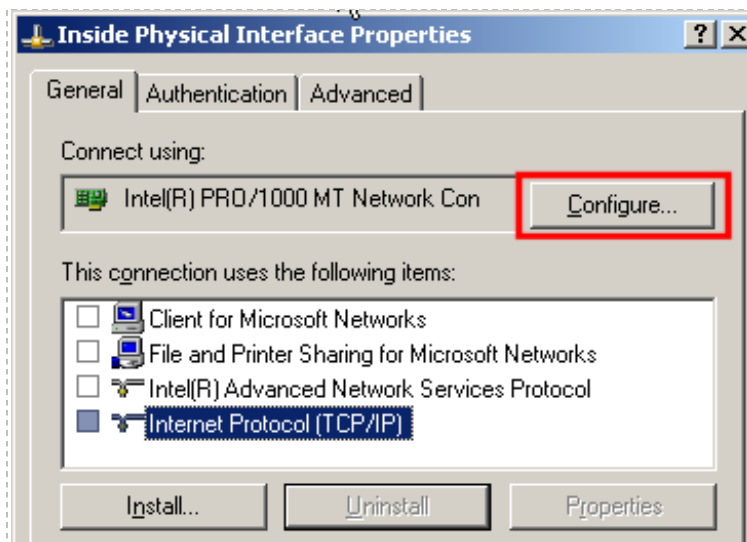 Inside Physical Interface Properties
General Authentication Advanced
Connect using:
Intel(R) PRO/1000 MT Network Con
Configure...
This connection uses the following items:
Client for Microsoft Networks
File and Printer Sharing for Microsoft Networks
Intel(R) Advanced Network Services Protocol
Internet Protocol (TCP/IP)
Install... Uninstall Properties